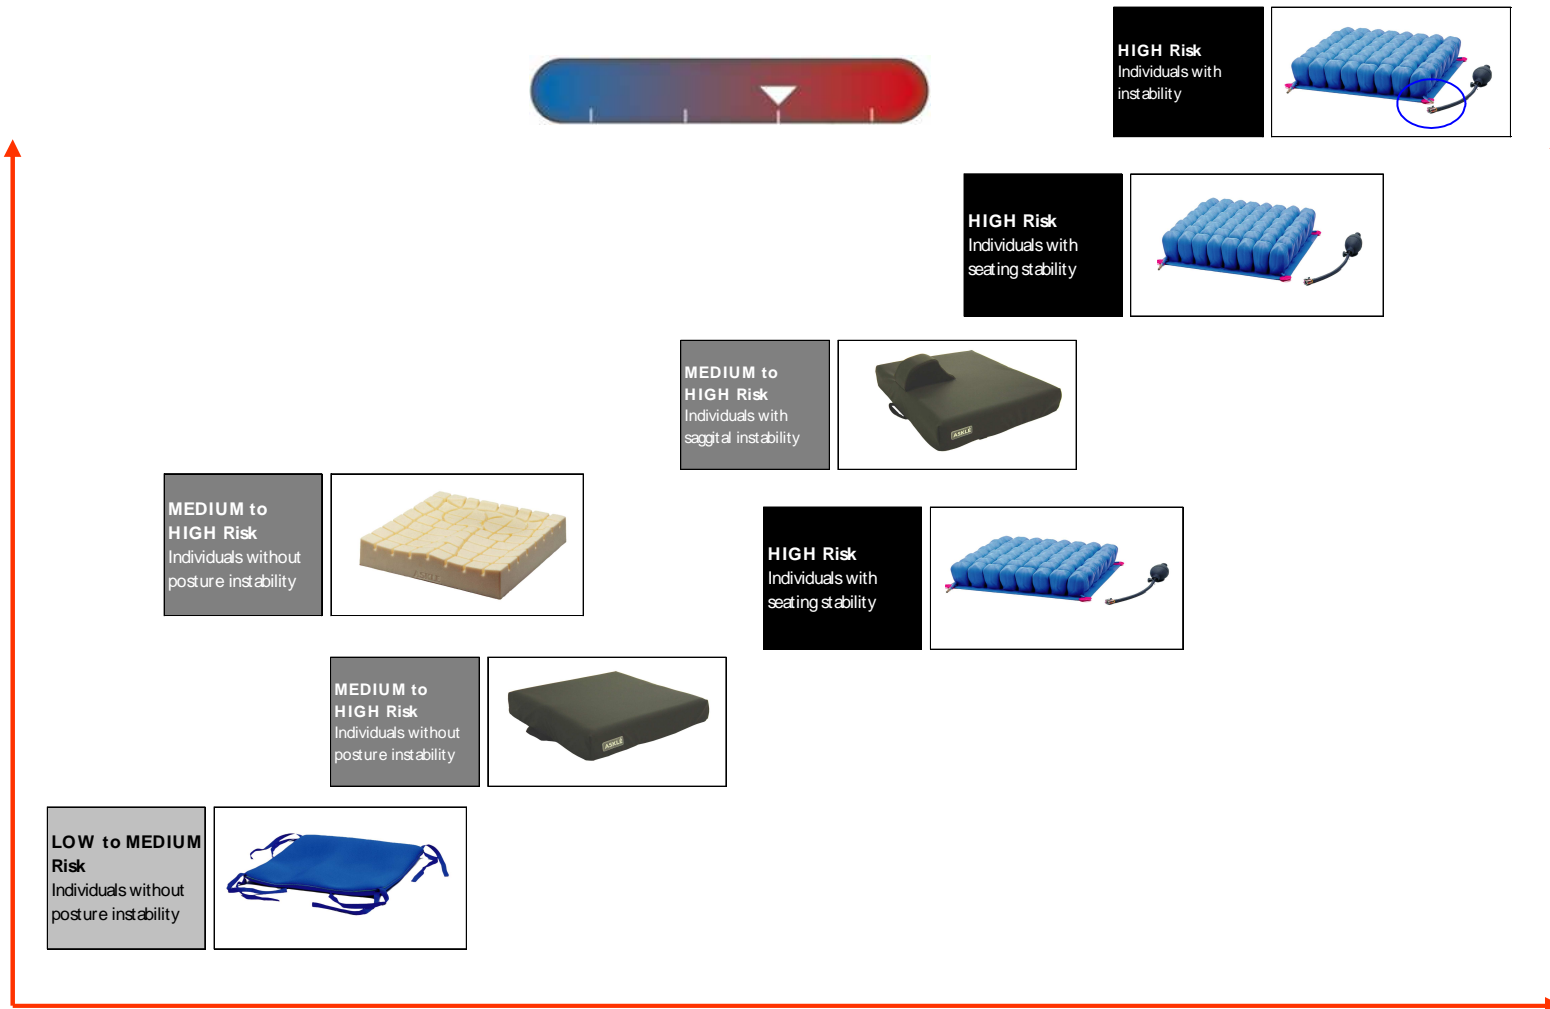 HIGH Risk
Individuals with
instability
HIGH Risk
Individuals with
seating stability
MEDIUM to
HIGH Risk
Individuals with
saggital instability
ASKLE
MEDIUM to
HIGH Risk
Individuals without
posture instability
HIGH Risk
Individuals with
seating stability
MEDIUM to
HIGH Risk
Individuals without
posture instability
ASKLE
LOW to MEDIUM
Risk
Individuals without
posture instability